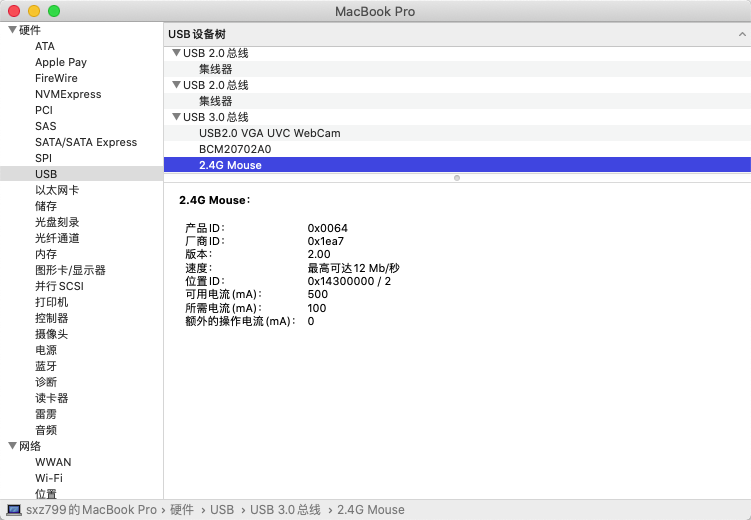 MacBook Pro
硬件
ATA
Apple Pay
FireWire
NVMExpress
PCI
SAS
SATA/SATA Express
SPI
USB
以太网卡
储存
光盘刻录
光纤通道
内存
图形卡/显示器
并行 SCSI
打印机
控制器
摄像头
电源
蓝牙
诊断
读卡器
雷雳
音频
网络
WWAN
Wi-Fi
位置
USB 设备树
USB 2.0 总线
集线器
USB 2.0 总线
集线器
USB 3.0 总线
USB2.0 VGA UVC WebCam
BCM20702A0
2.4G Mouse
2.4G Mouse：
产品 ID： 0x0064
厂商 ID： 0x1ea7
版本： 2.00
速度： 最高可达 12 Mb/秒
位置 ID： 0x14300000 / 2
可用电流 (mA)： 500
所需电流 (mA)： 100
额外的操作电流 (mA)： 0
sxz799的 MacBook Pro › 硬件 › USB › USB 3.0 总线 › 2.4G Mouse